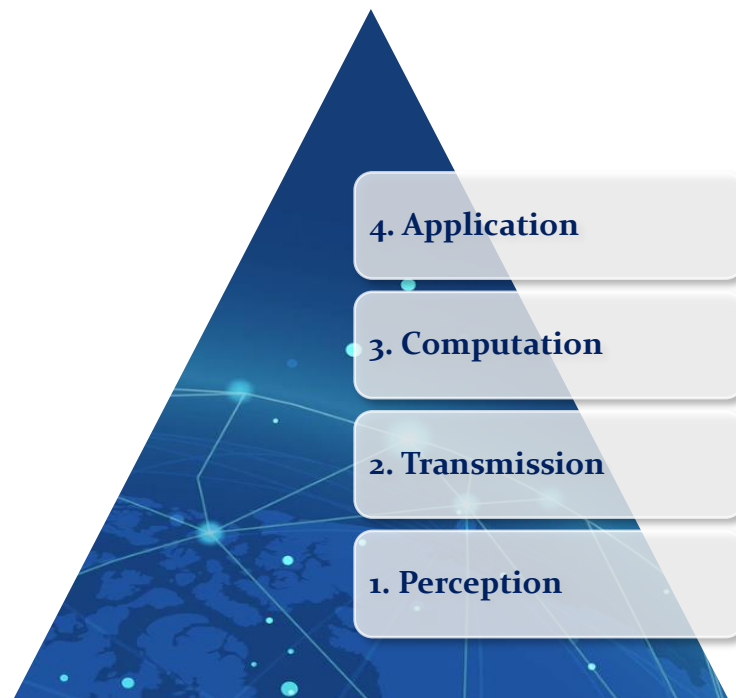 4. Application
3. Computation
2. Transmission
1. Perception